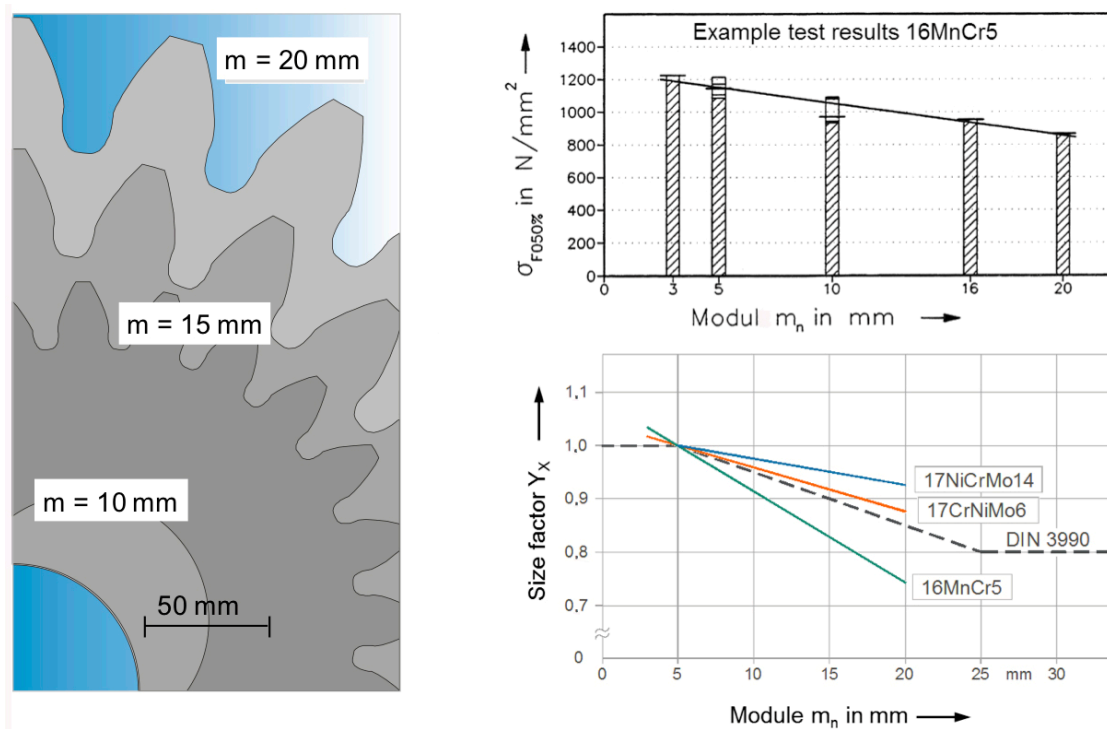 m = 20 mm
m = 15 mm
m = 10 mm
50 mm
Example test results 16MnCr5
σF050% in N/mm²
1400
1200
1000
800
600
400
200
0
0 3 5 10 16 20
Modul mn in mm
Size factor YX
1,1
1,0
0,9
0,8
0,7
0
17NiCrMo14
17CrNiMo6
DIN 3990
16MnCr5
0 5 10 15 20 25 mm 30
Module mn in mm